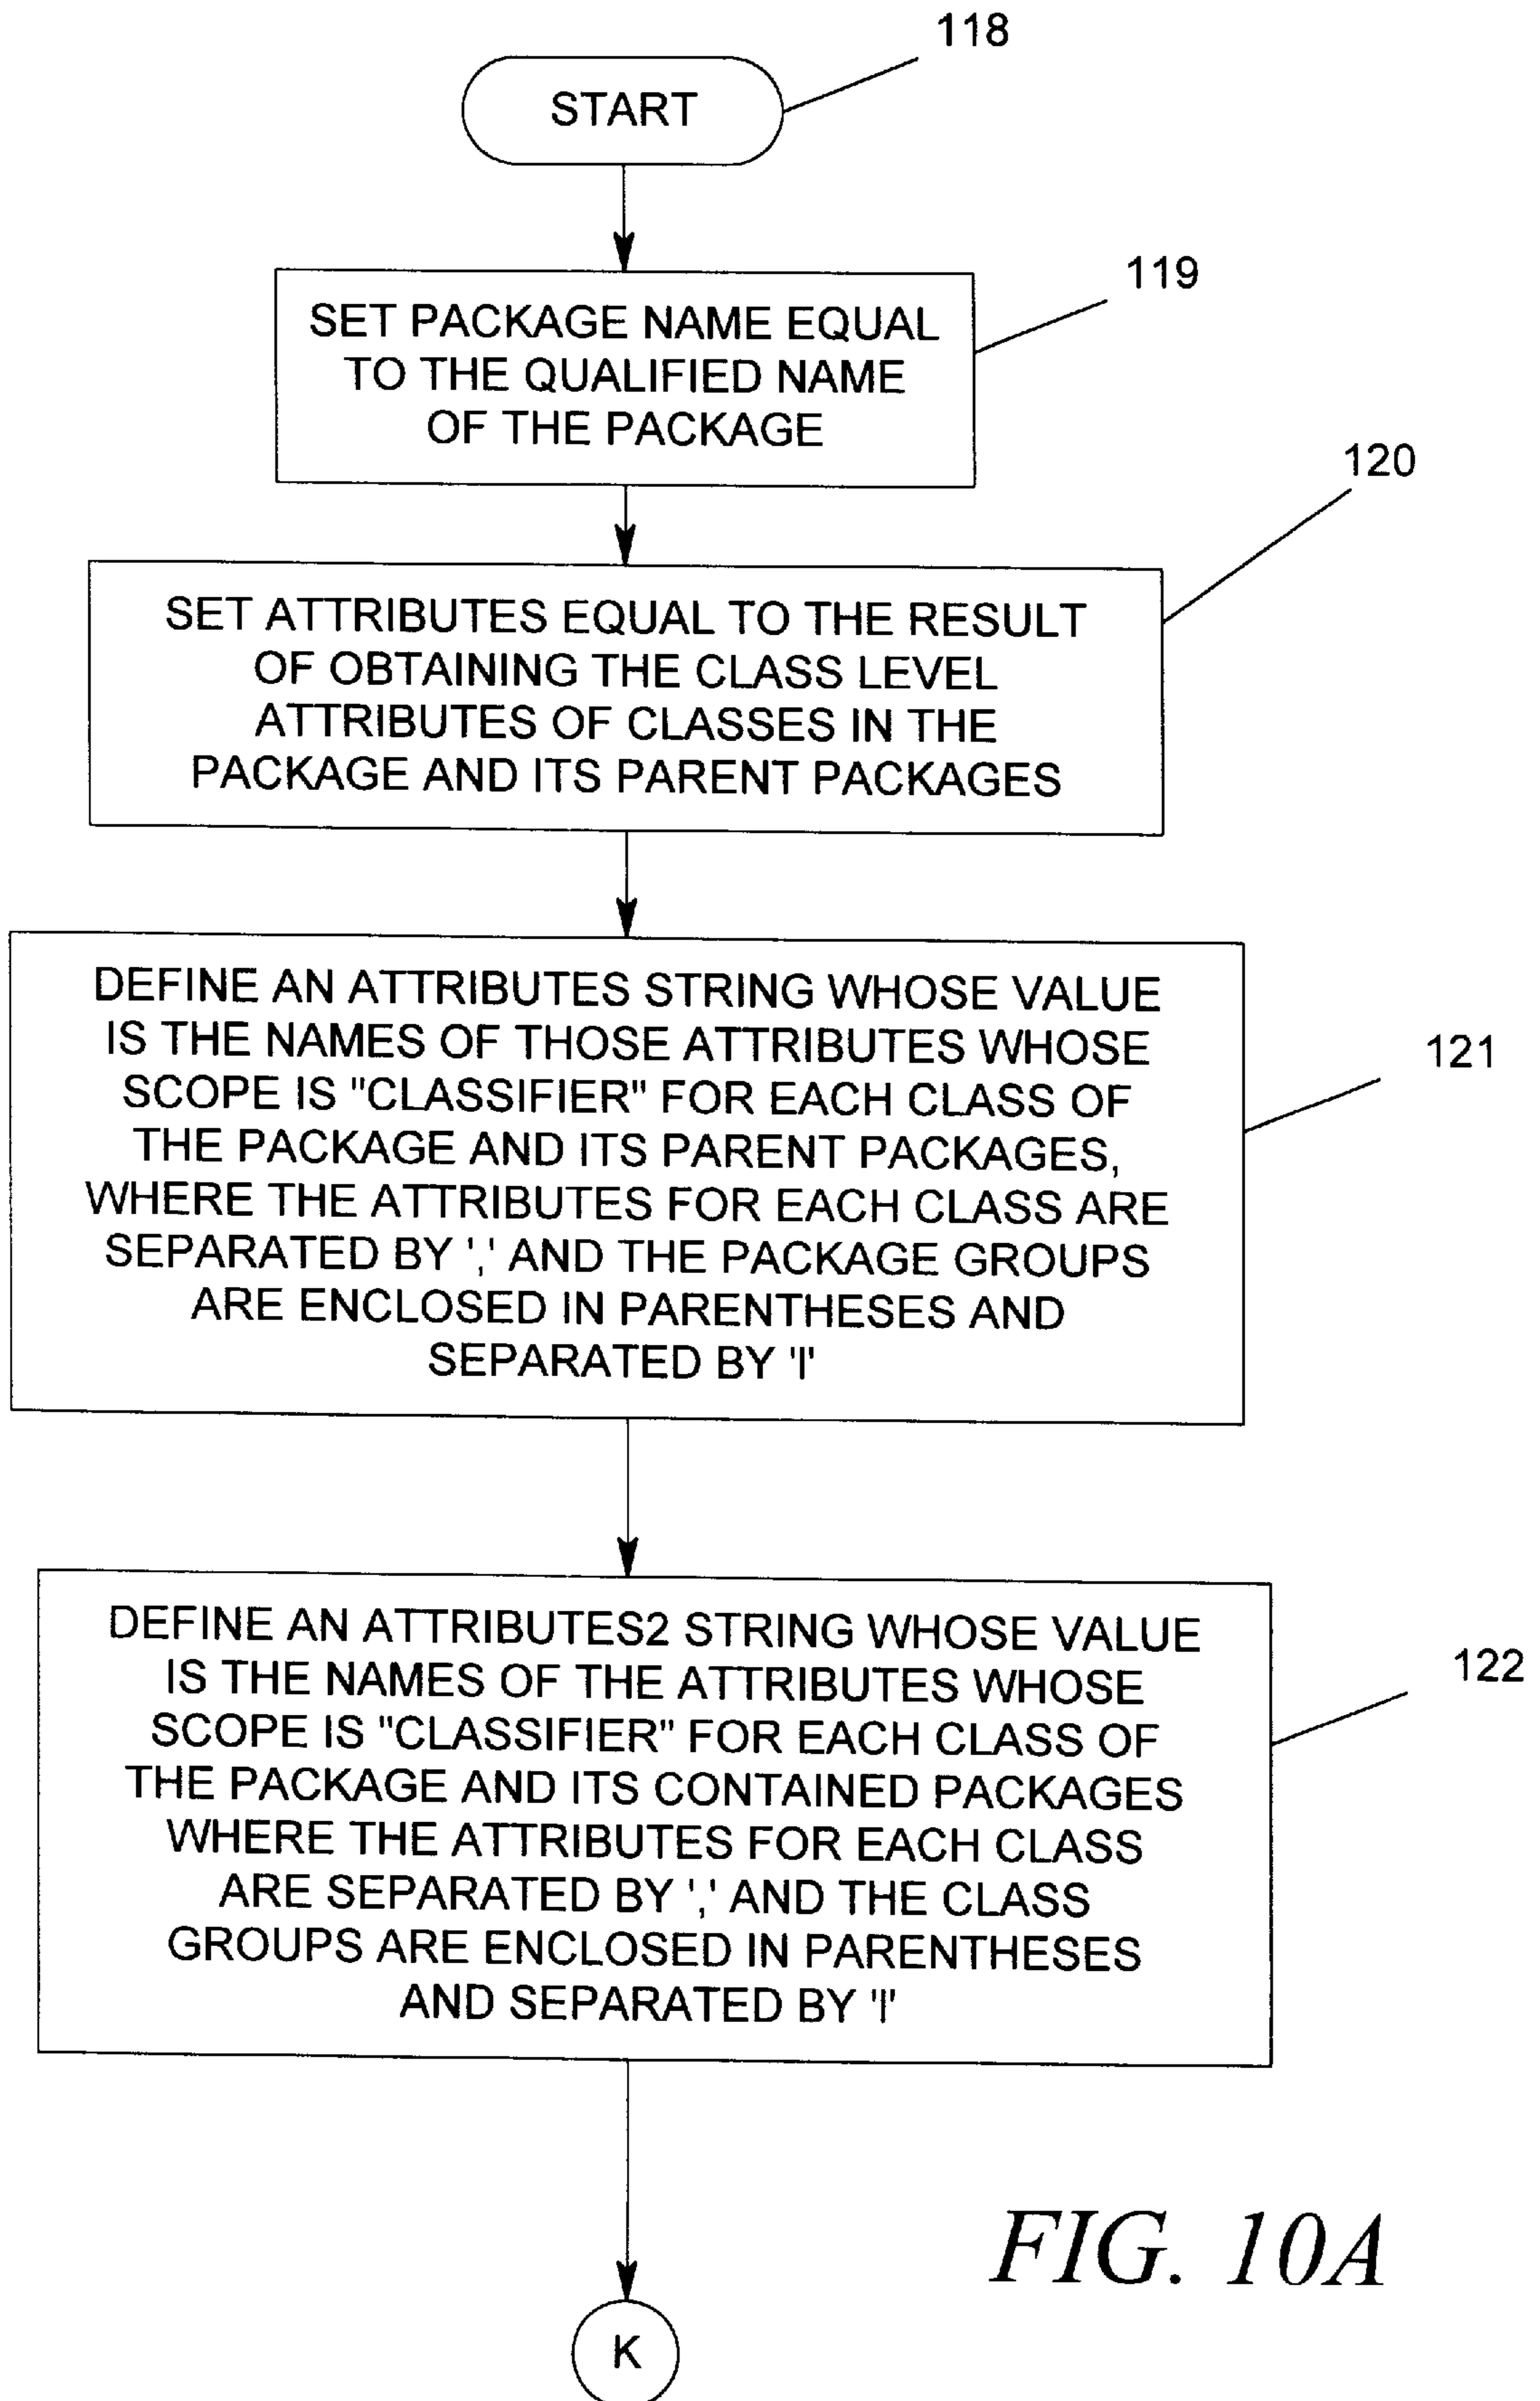 118
START
119
SET PACKAGE NAME EQUAL
TO THE QUALIFIED NAME
OF THE PACKAGE
120
SET ATTRIBUTES EQUAL TO THE RESULT
OF OBTAINING THE CLASS LEVEL
ATTRIBUTES OF CLASSES IN THE
PACKAGE AND ITS PARENT PACKAGES
DEFINE AN ATTRIBUTES STRING WHOSE VALUE
IS THE NAMES OF THOSE ATTRIBUTES WHOSE
SCOPE IS "CLASSIFIER" FOR EACH CLASS OF
THE PACKAGE AND ITS PARENT PACKAGES,
WHERE THE ATTRIBUTES FOR EACH CLASS ARE
SEPARATED BY ',' AND THE PACKAGE GROUPS
ARE ENCLOSED IN PARENTHESES AND
SEPARATED BY '|'
121
DEFINE AN ATTRIBUTES2 STRING WHOSE VALUE
IS THE NAMES OF THE ATTRIBUTES WHOSE
SCOPE IS "CLASSIFIER" FOR EACH CLASS OF
THE PACKAGE AND ITS CONTAINED PACKAGES
WHERE THE ATTRIBUTES FOR EACH CLASS
ARE SEPARATED BY ',' AND THE CLASS
GROUPS ARE ENCLOSED IN PARENTHESES
AND SEPARATED BY '|'
122
FIG. 10A
K